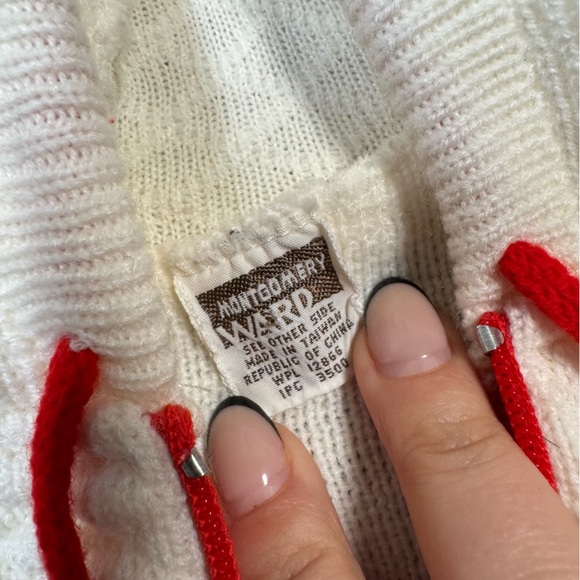 MONTGOMERY
WARD
SEE OTHER SIDE
MADE IN TAIWAN
REPUBLIC OF CHINA
WPL 12866
IPC 3500